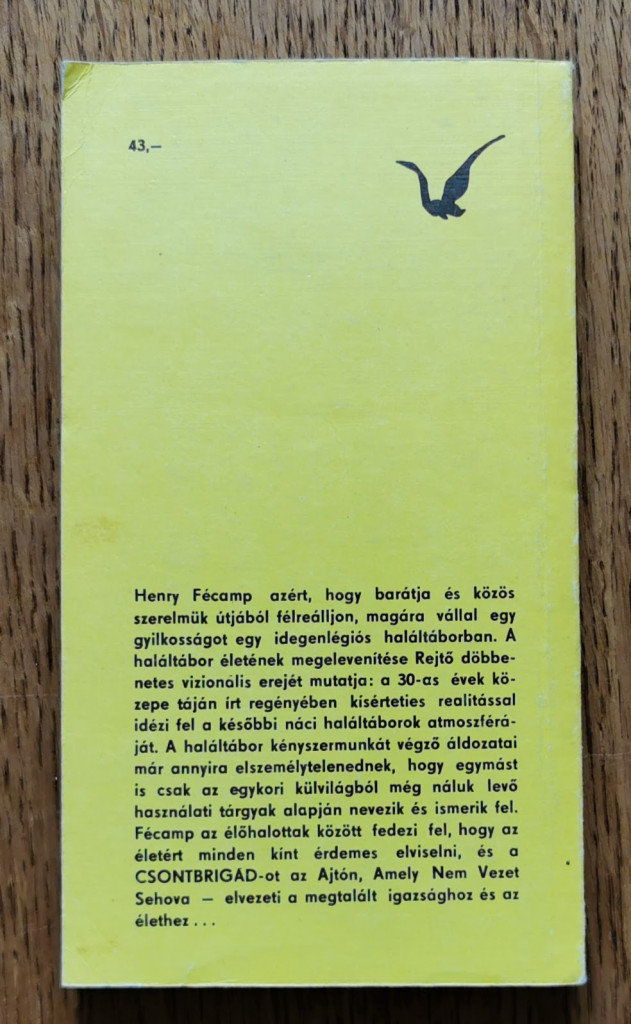 43,—
Henry Fécamp azért, hogy barátja és közös
szerelmük útjából félreálljon, magára vállal egy
gyilkosságot egy idegenlégiós haláltáborban. A
haláltábor életének megelevenítése Rejtő döbbe-
netes vizionális erejét mutatja: a 30-as évek kö-
zepe táján írt regényében kísérteties realitással
idézi fel a későbbi náci haláltáborok atmoszférá-
ját. A haláltábor kényszermunkát végző áldozatai
már annyira elszemélytelenednek, hogy egymást
is csak az egykori külvilágból még náluk levő
használati tárgyak alapján nevezik és ismerik fel.
Fécamp az élőhalottak között fedezi fel, hogy az
életért minden kínt érdemes elviselni, és a
CSONTBRIGÁD-ot az Ajtón, Amely Nem Vezet
Sehova — elvezeti a megtalált igazsághoz és az
élethez . . .